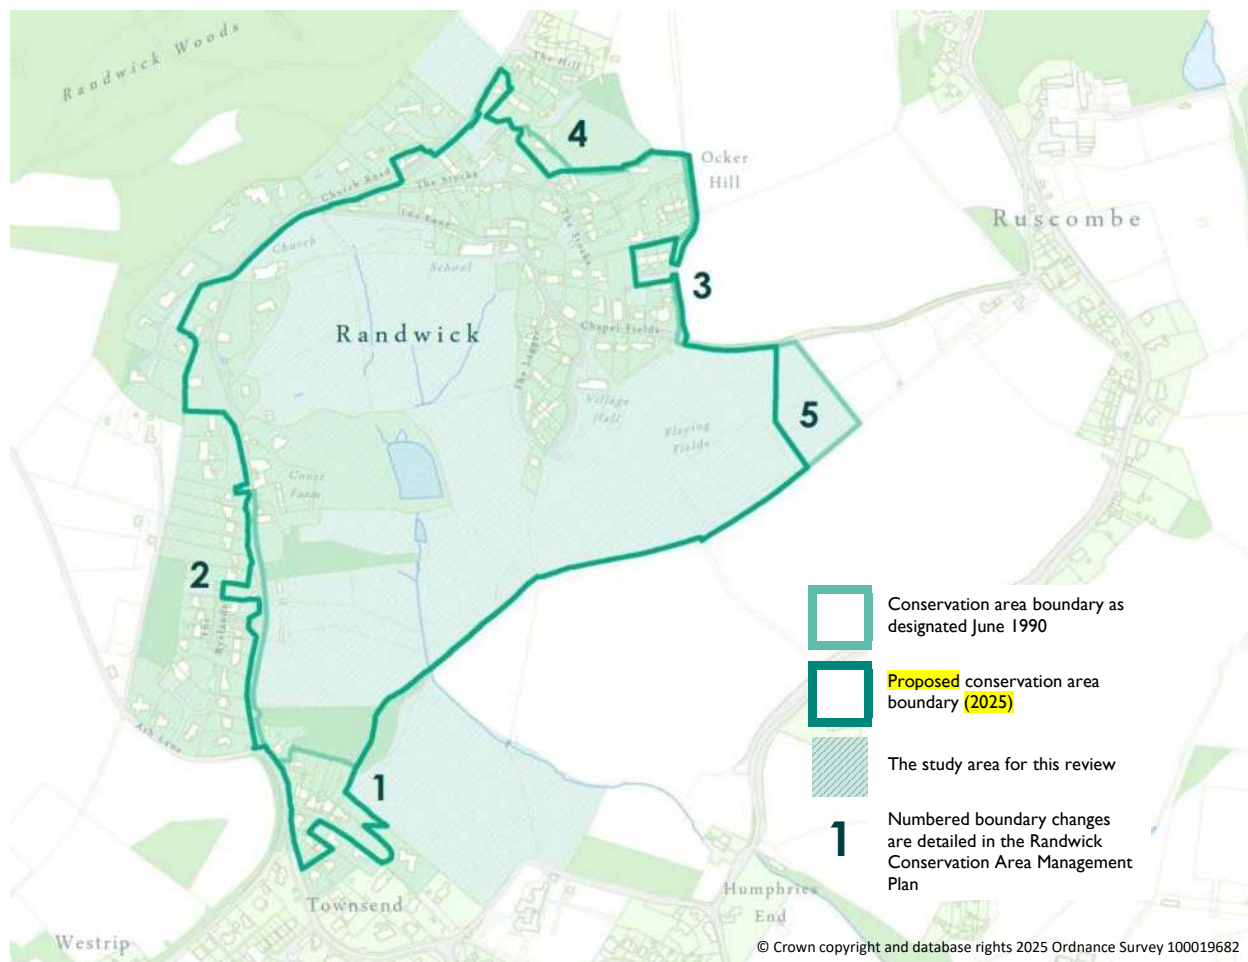 Randwick Woods
The Hill
4
Ocker
Hill
Church Road
The Stocks
Ruscombe
The Lane
The Stocks
Church
School
3
Randwick
Chapel Fields
The Lagger
Village
Hall
5
Playing
Fields
Court
Farm
2
The
Ryelands
Ash Lane
1
Townsend
Westrip
Humphries
End
Conservation area boundary as
designated June 1990
Proposed conservation area
boundary (2025)
The study area for this review
1
Numbered boundary changes
are detailed in the Randwick
Conservation Area Management
Plan
© Crown copyright and database rights 2025 Ordnance Survey 100019682